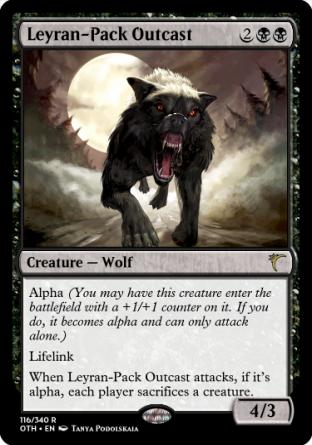 Leyran-Pack Outcast 2
Creature — Wolf
Alpha (You may have this creature enter the
battlefield with a +1/+1 counter on it. If you
do, it becomes alpha and can only attack
alone.)
Lifelink
When Leyran-Pack Outcast attacks, if it's
alpha, each player sacrifices a creature.
4/3
116/340 R
OTH • EN Tanya Podolskaia